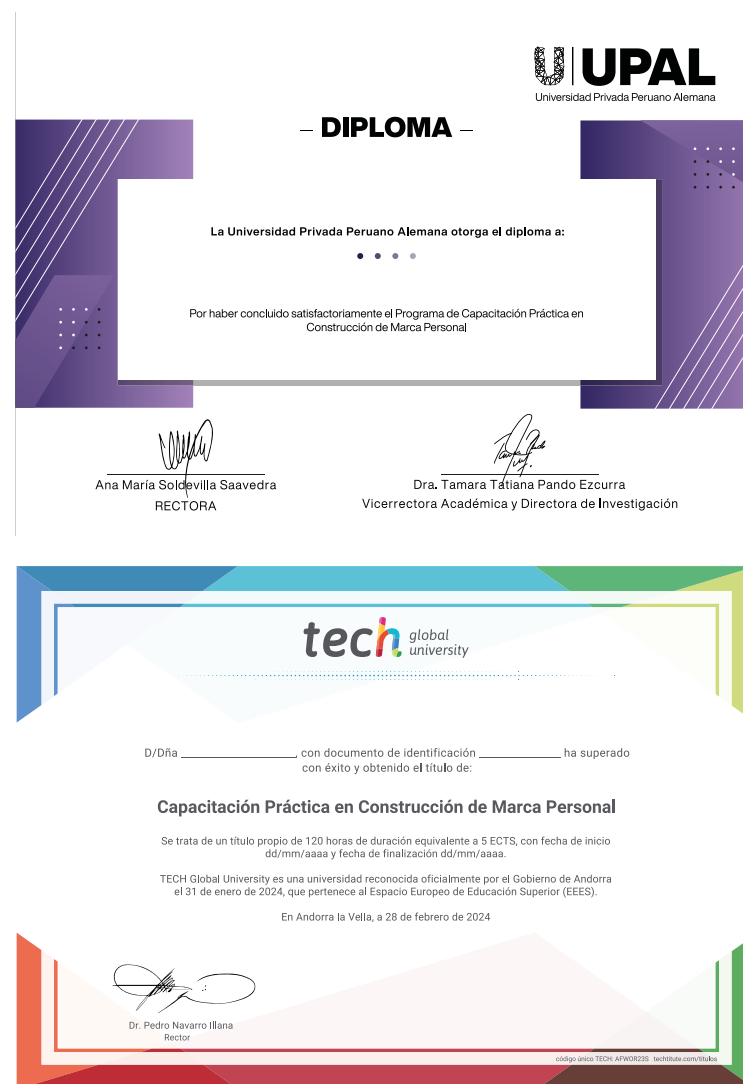 UPAL
Universidad Privada Peruano Alemana
– DIPLOMA –
La Universidad Privada Peruano Alemana otorga el diploma a:
Por haber concluido satisfactoriamente el Programa de Capacitación Práctica en
Construcción de Marca Personal
Ana María Soldevilla Saavedra
RECTORA
Dra. Tamara Tatiana Pando Ezcurra
Vicerrectora Académica y Directora de Investigación
tech global
university
D/Dña ____________________, con documento de identificación ______________ ha superado
con éxito y obtenido el título de:
Capacitación Práctica en Construcción de Marca Personal
Se trata de un título propio de 120 horas de duración equivalente a 5 ECTS, con fecha de inicio
dd/mm/aaaa y fecha de finalización dd/mm/aaaa.
TECH Global University es una universidad reconocida oficialmente por el Gobierno de Andorra
el 31 de enero de 2024, que pertenece al Espacio Europeo de Educación Superior (EEES).
En Andorra la Vella, a 28 de febrero de 2024
Dr. Pedro Navarro Illana
Rector
código único TECH: AFWOR23S techtitute.com/titulos